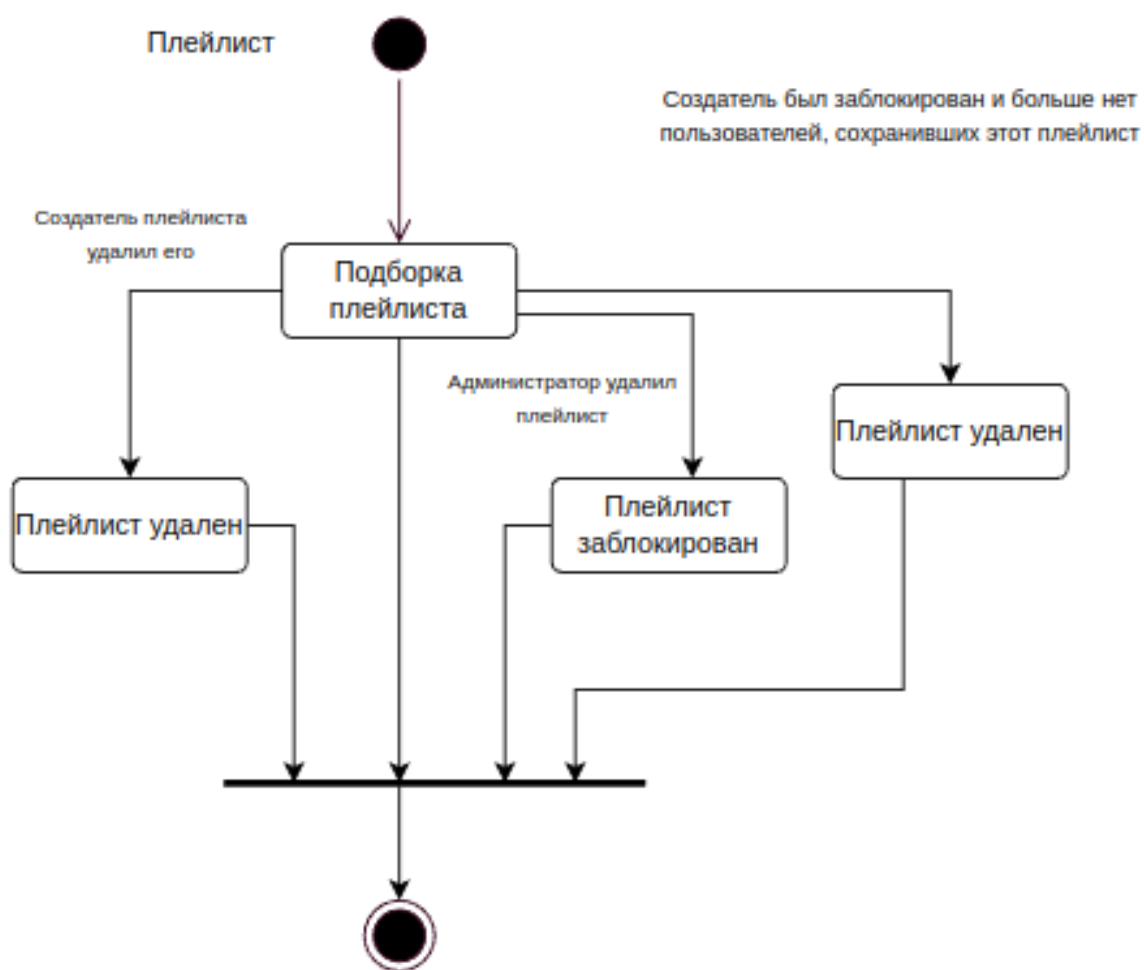 Плейлист
Создатель был заблокирован и больше нет
пользователей, сохранивших этот плейлист
Создатель плейлиста
удалил его
Подборка
плейлиста
Администратор удалил
плейлист
Плейлист удален
Плейлист удален
Плейлист
заблокирован